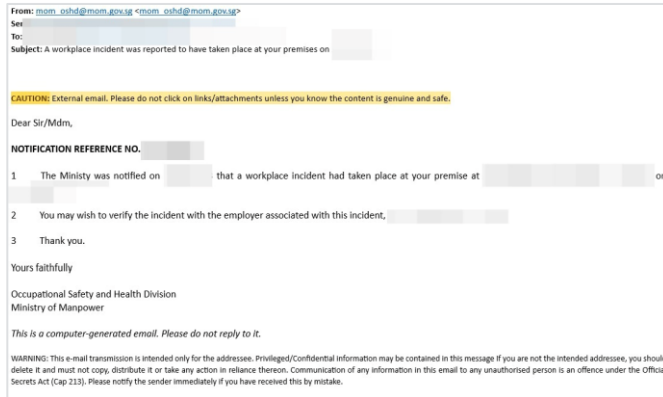 From: mom_oshd@mom.gov.sg <mom_oshd@mom.gov.sg>
To:
Subject: A workplace incident was reported to have taken place at your premises on
CAUTION: External email. Please do not click on links/attachments unless you know the content is genuine and safe.
Dear Sir/Mdm,
NOTIFICATION REFERENCE NO.
1 The Ministy was notified on that a workplace incident had taken place at your premise at
2 You may wish to verify the incident with the employer associated with this incident,
3 Thank you.
Yours faithfully
Occupational Safety and Health Division
Ministry of Manpower
This is a computer-generated email. Please do not reply to it.
WARNING: This e-mail transmission is intended only for the addressee. Privileged/Confidential information may be contained in this message If you are not the intended addressee, you
delete it and must not copy, distribute it or take any action in reliance thereon. Communication of any information in this email to any unauthorised person is an offence under the
Secrets Act (Cap 213). Please notify the sender immediately if you have received this by mistake.